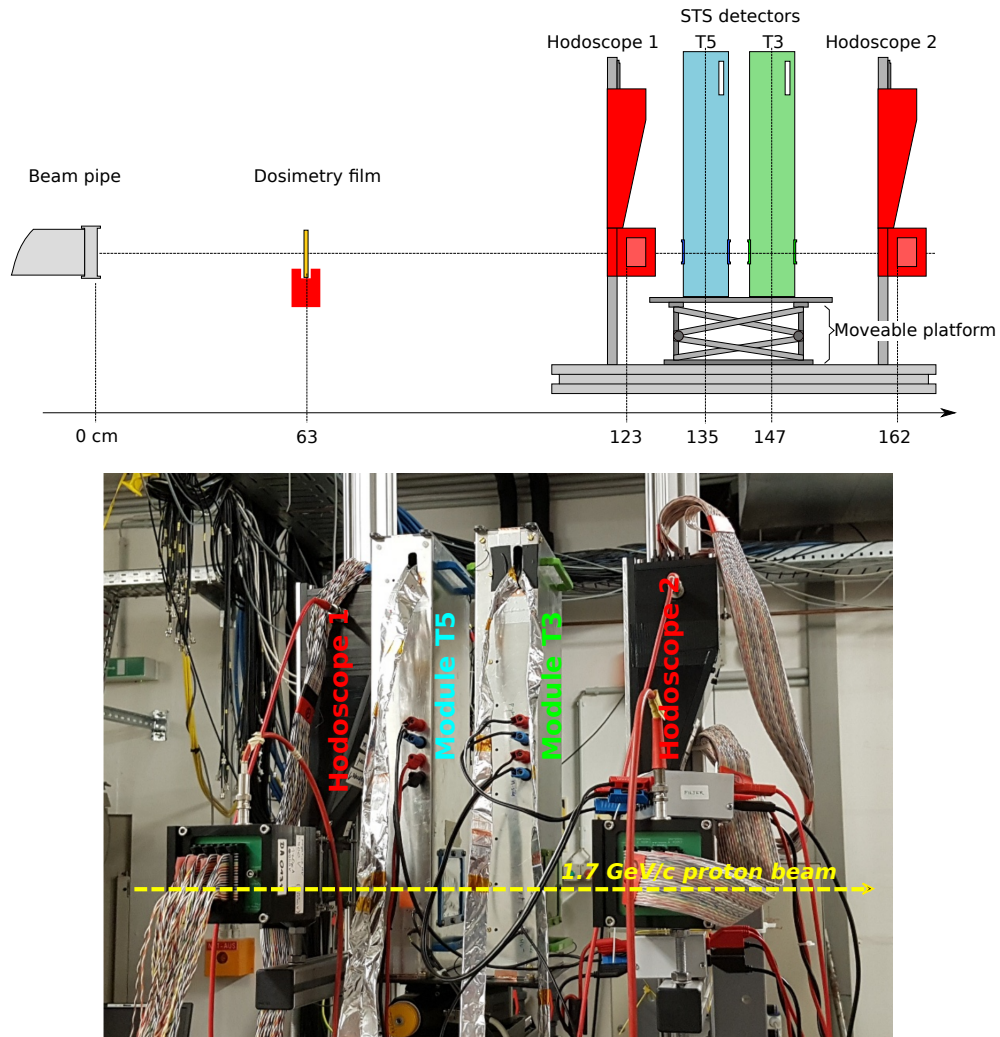 STS detectors
Hodoscope 1
T5
T3
Hodoscope 2
Beam pipe
Dosimetry film
Moveable platform
0 cm
63
123
135
147
162
Hodoscope 1
Module T5
Module T3
Hodoscope 2
FILTER
1.7 GeV/c proton beam